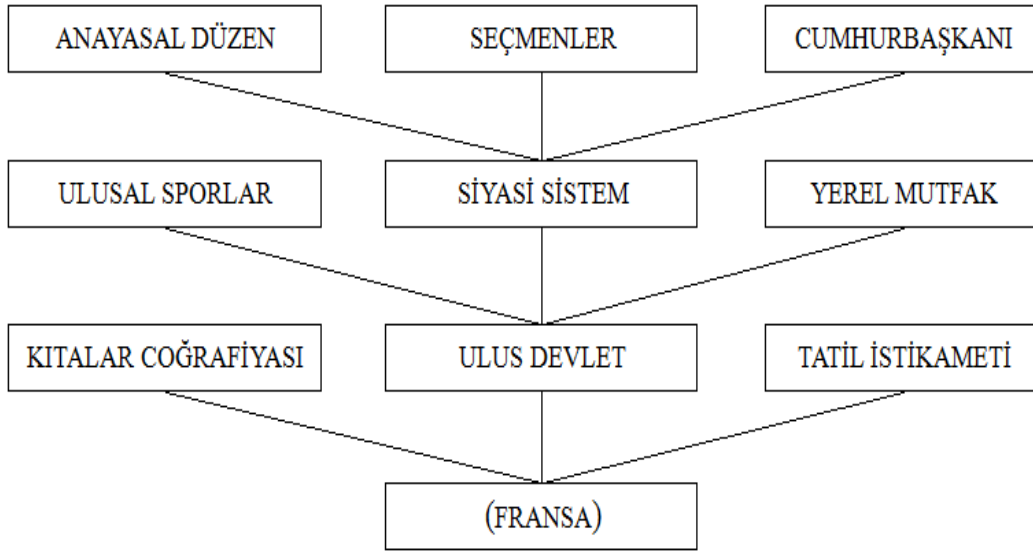 ANAYASAL DÜZEN
SEÇMENLER
CUMHURBAŞKANI
ULUSAL SPORLAR
SİYASİ SİSTEM
YEREL MUTFAK
KITALAR COĞRAFİYASI
ULUS DEVLET
TATİL İSTİKAMETİ
(FRANSA)